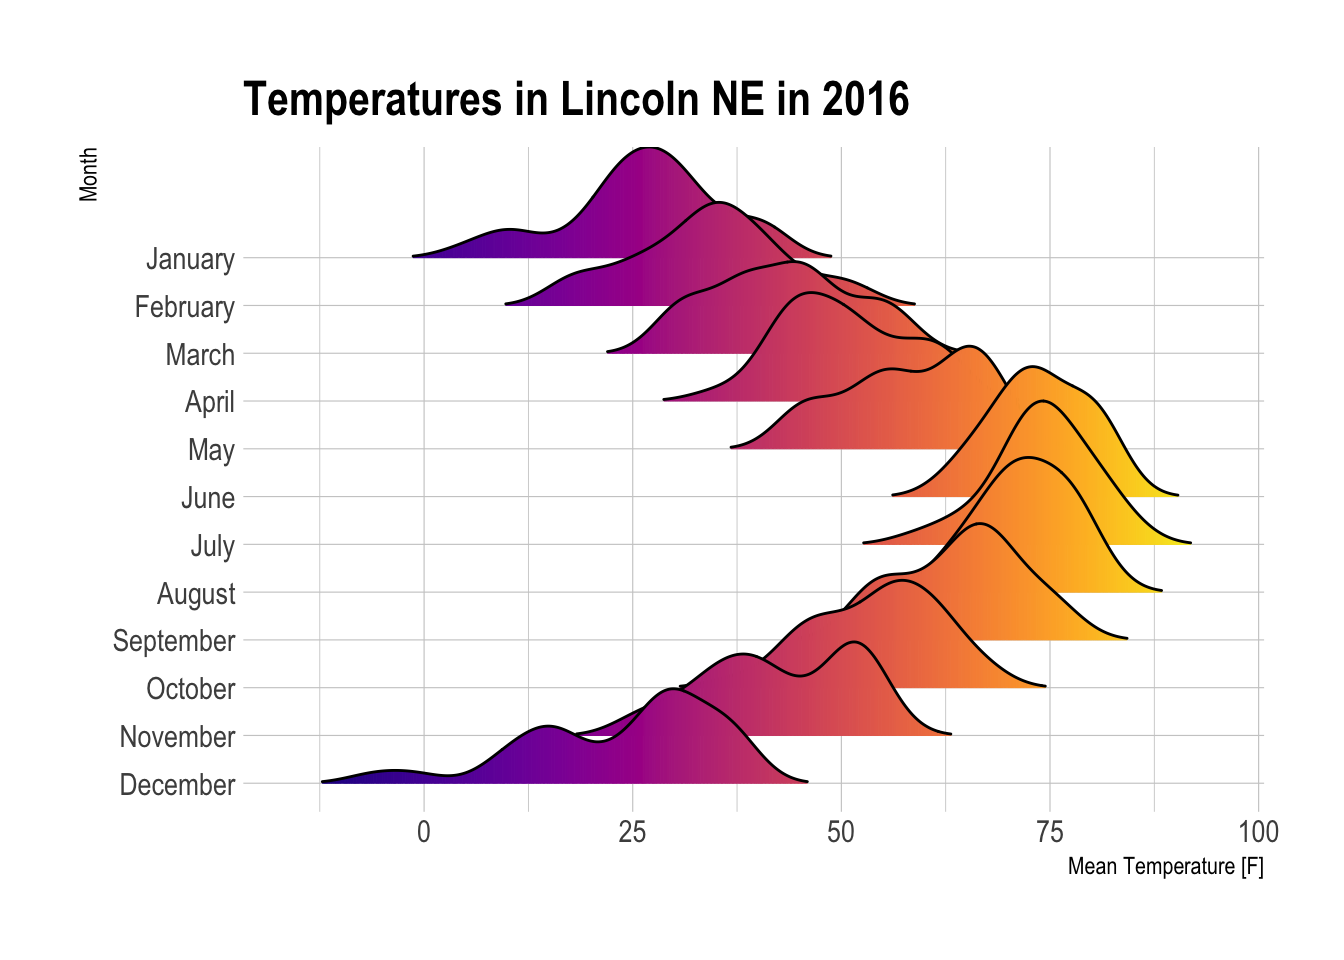 Temperatures in Lincoln NE in 2016
Month
January
February
March
April
May
June
July
August
September
October
November
December
0 25 50 75 100
Mean Temperature [F]